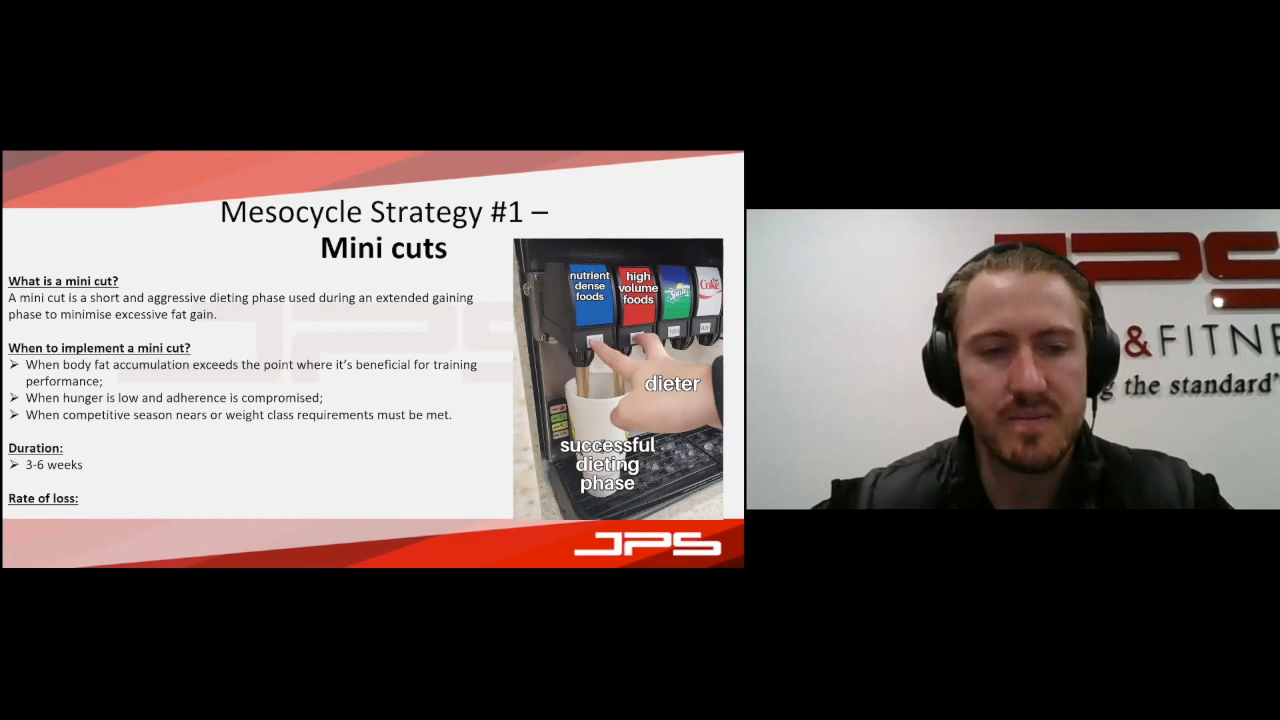 Mesocycle Strategy #1 –
Mini cuts
What is a mini cut?
A mini cut is a short and aggressive dieting phase used during an extended gaining
phase to minimise excessive fat gain.
When to implement a mini cut?
➢ When body fat accumulation exceeds the point where it's beneficial for training
performance;
➢ When hunger is low and adherence is compromised;
➢ When competitive season nears or weight class requirements must be met.
Duration:
➢ 3-6 weeks
Rate of loss:
nutrient
dense
foods
high
volume
foods
Sprite
Coke
dieter
successful
dieting
phase
JPS
JPS
&FITNE
g the standard"